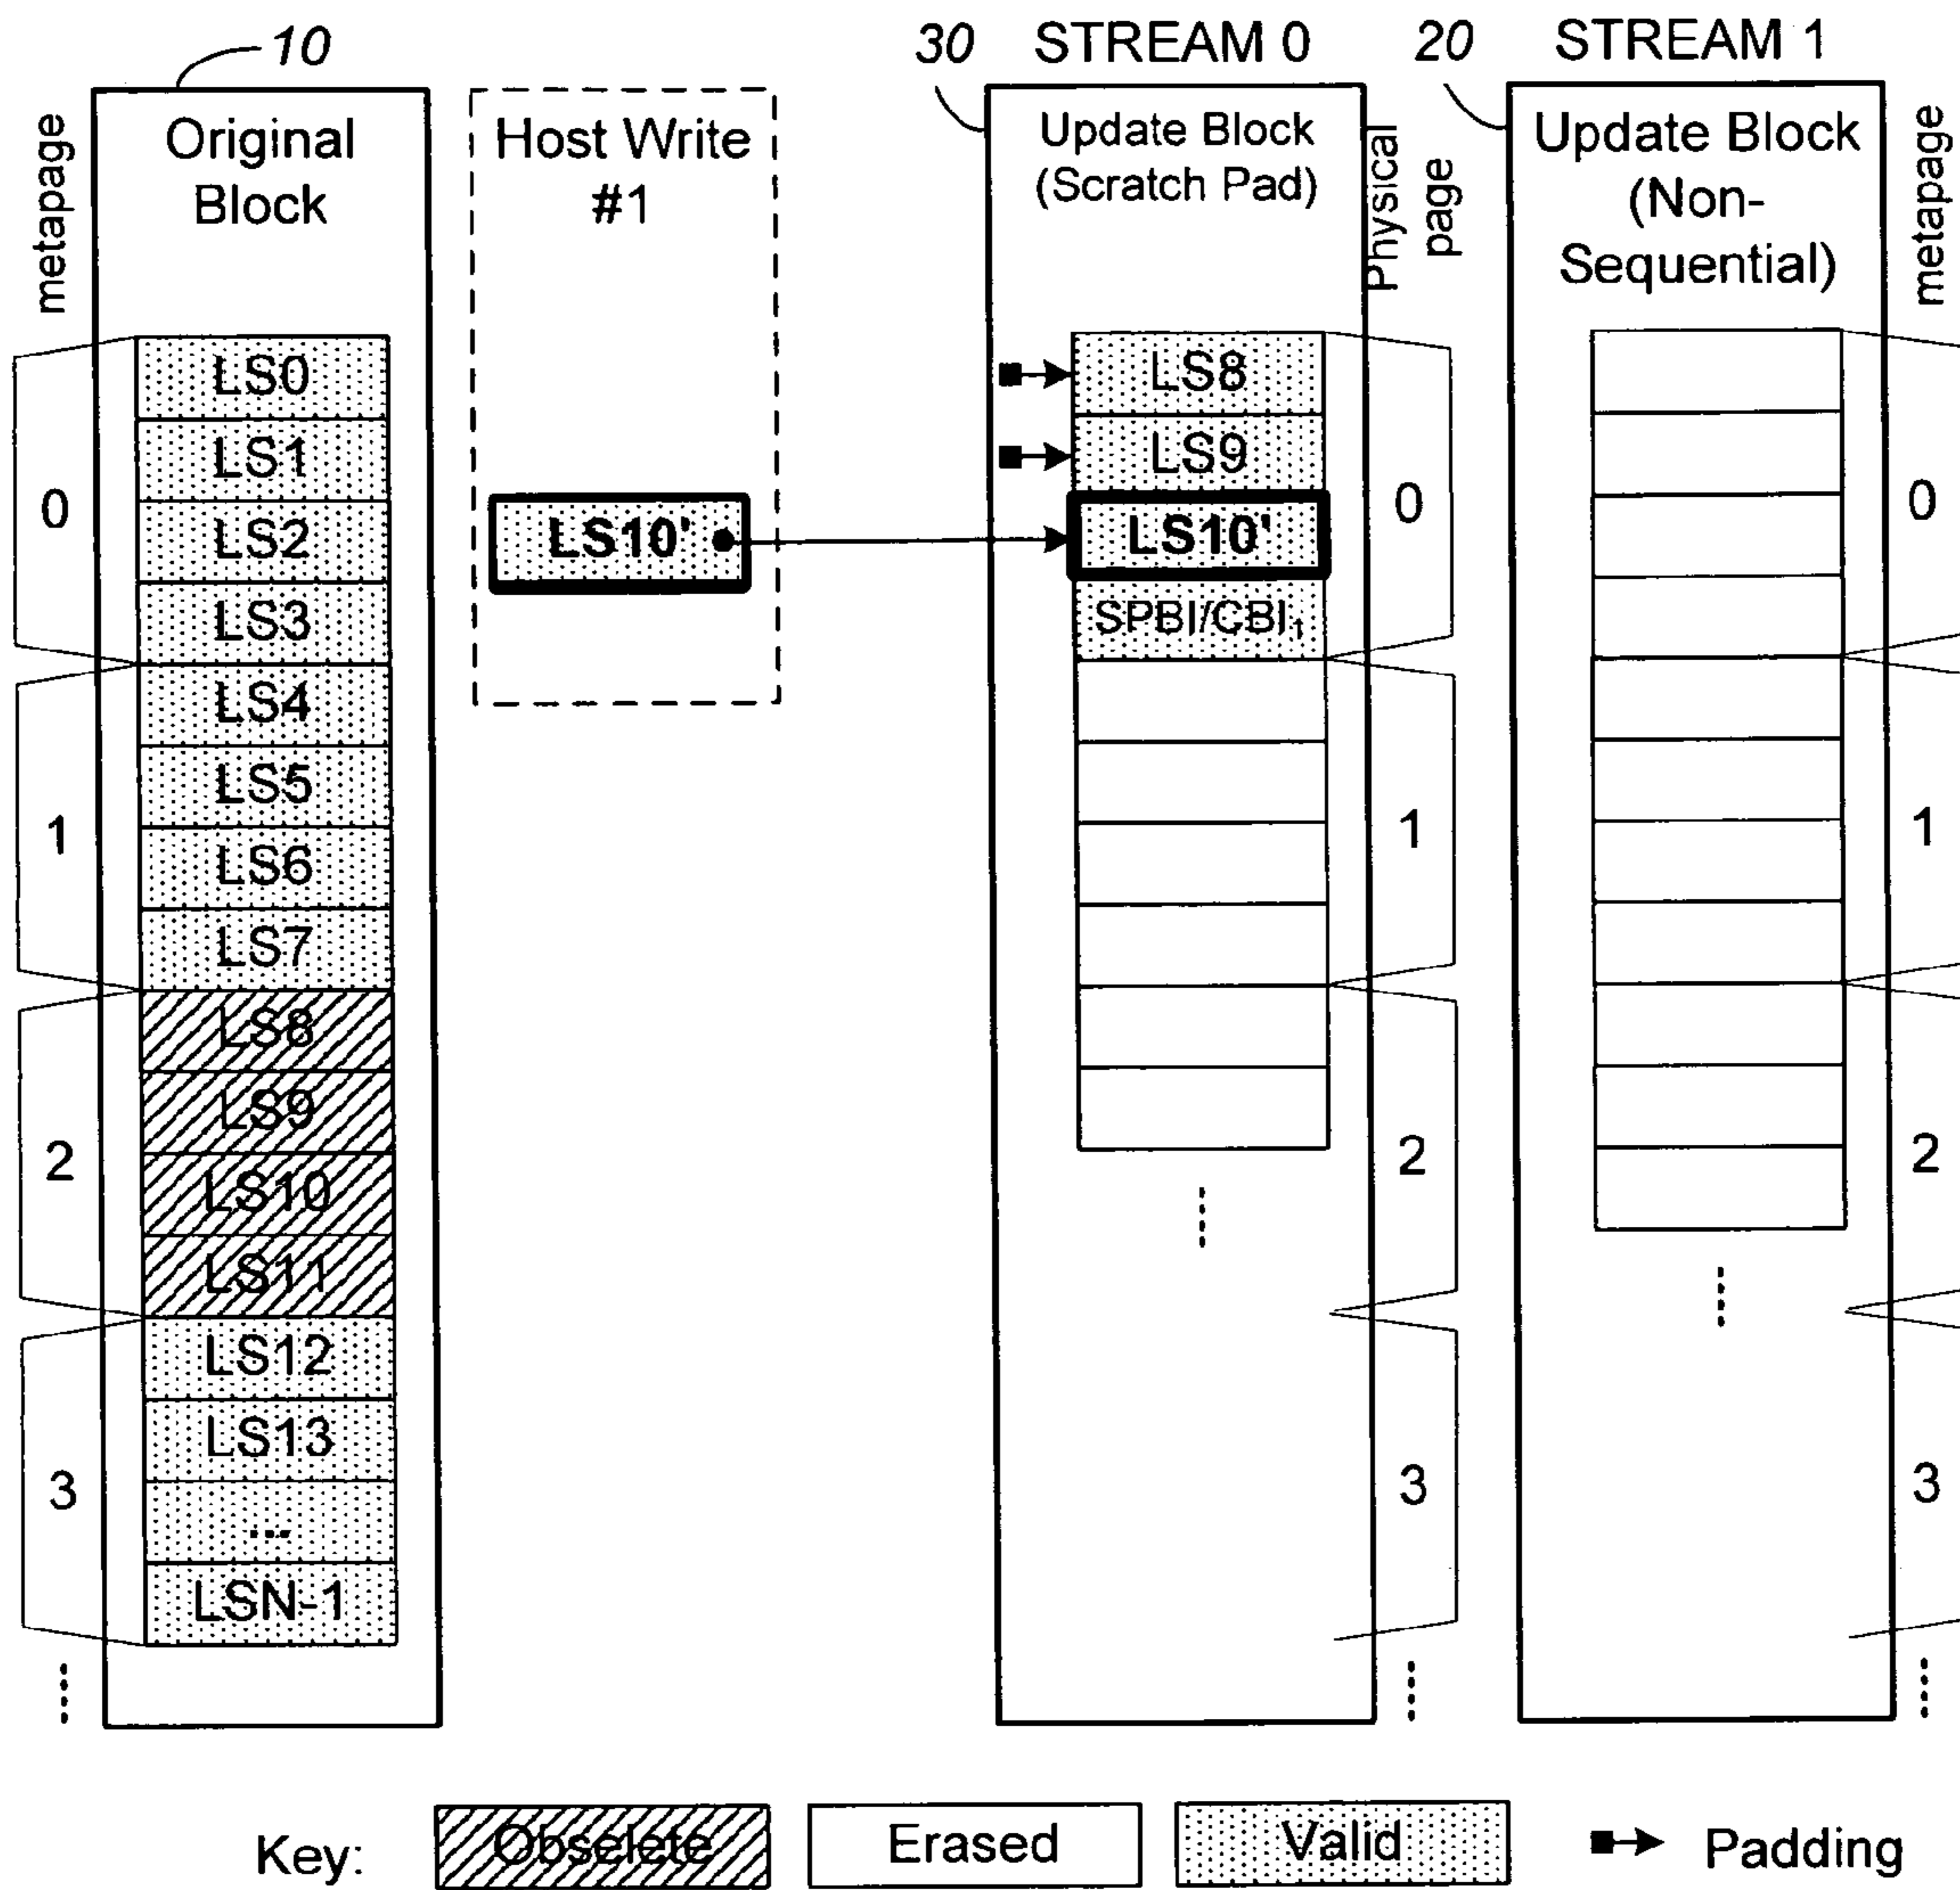 10
30
STREAM 0
20
STREAM 1
metapage
Original
Block
Host Write
#1
Update Block
(Scratch Pad)
Physical
page
Update Block
(Non-
Sequential)
metapage
0
1
2
3
LS0
LS1
LS2
LS3
LS4
LS5
LS6
LS7
LS8
LS9
LS10
LS11
LS12
LS13
...
LSN-1
LS10'
LS8
LS9
LS10'
SPBI/CBI₁
0
1
2
3
0
1
2
3
Key:
Obselete
Erased
Valid
Padding